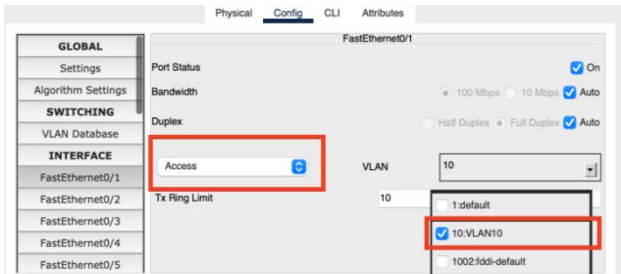 Physical Config CLI Attributes
GLOBAL
Settings
Algorithm Settings
SWITCHING
VLAN Database
INTERFACE
FastEthernet0/1
FastEthernet0/2
FastEthernet0/3
FastEthernet0/4
FastEthernet0/5
FastEthernet0/1
Port Status On
Bandwidth 100 Mbps 10 Mbps Auto
Duplex Half Duplex Full Duplex Auto
Access VLAN 10
Tx Ring Limit 10
1:default
10:VLAN10
1002:fddi-default